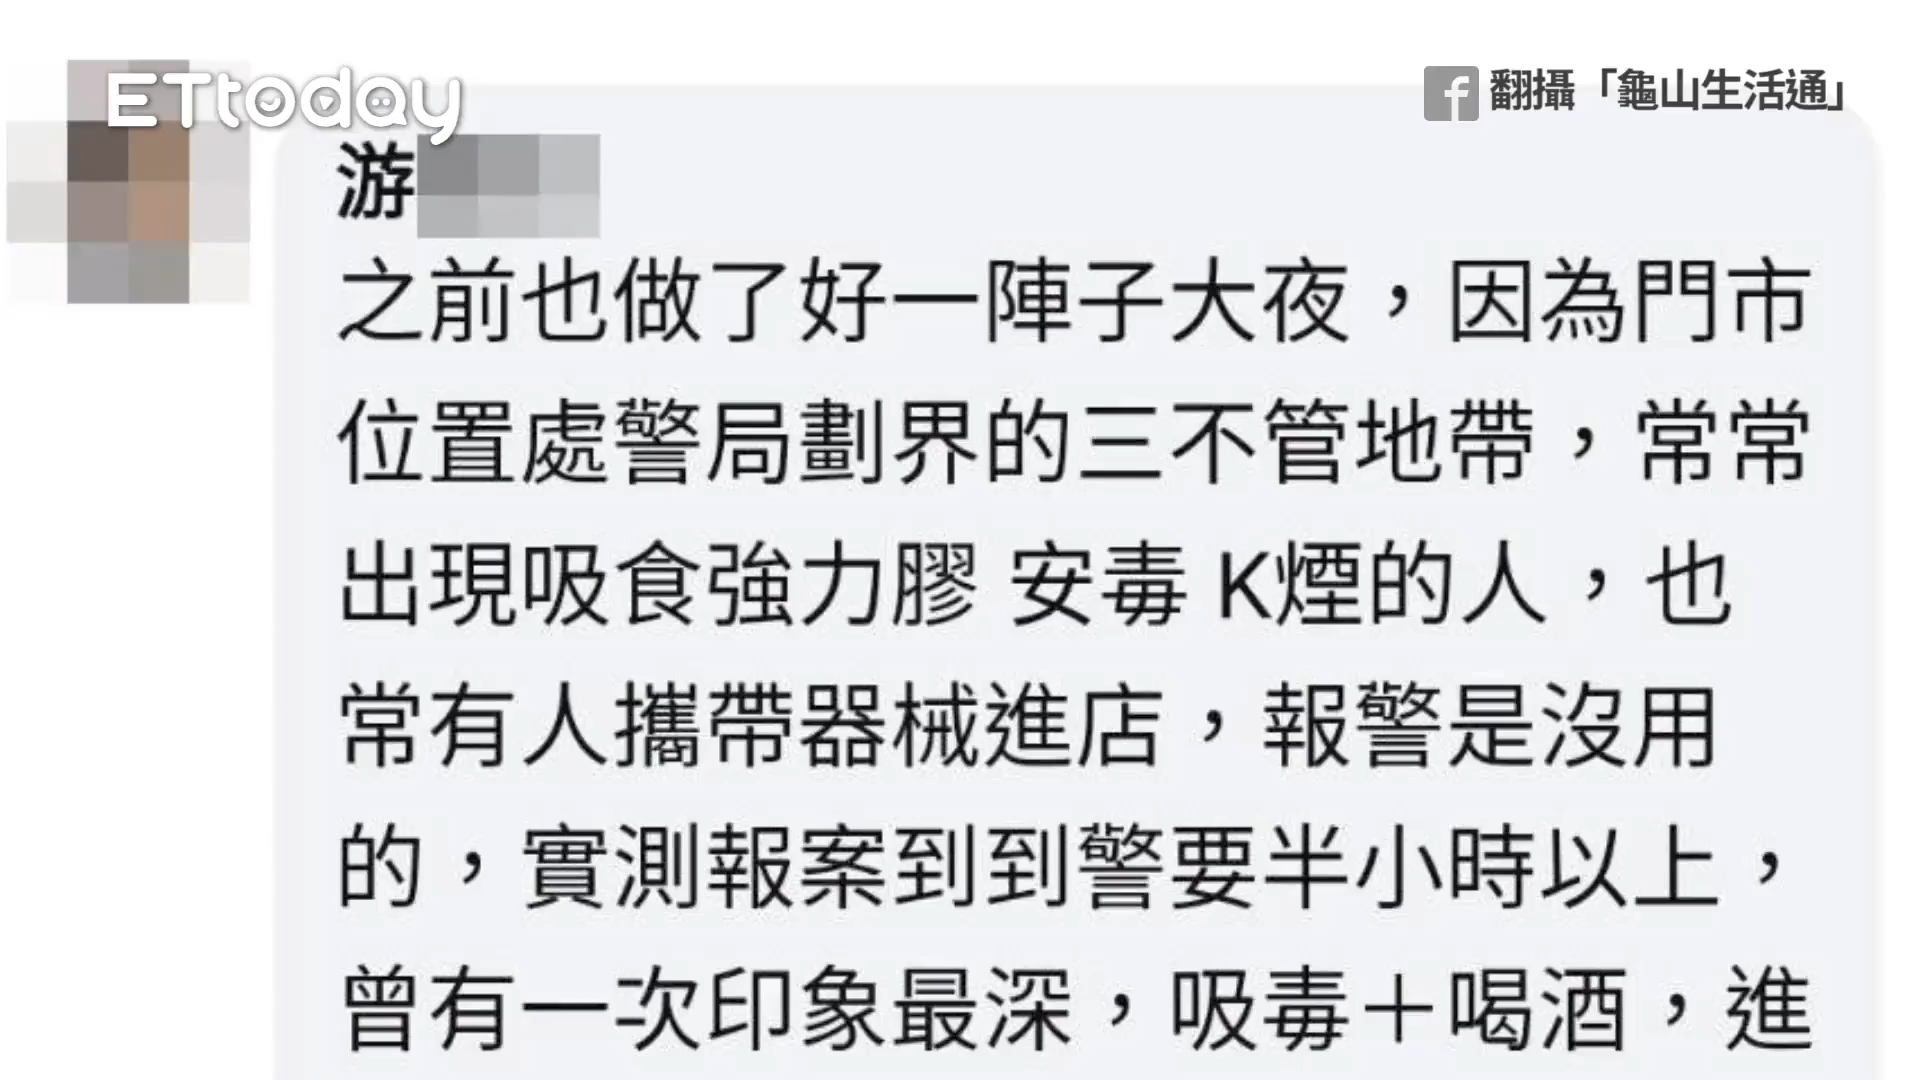 ETtoday
翻攝「龜山生活通」
游
之前也做了好一陣子大夜，因為門市
位置處警局劃界的三不管地帶，常常
出現吸食強力膠 安毒 K煙的人，也
常有人攜帶器械進店，報警是沒用
的，實測報案到到警要半小時以上，
曾有一次印象最深，吸毒＋喝酒，進